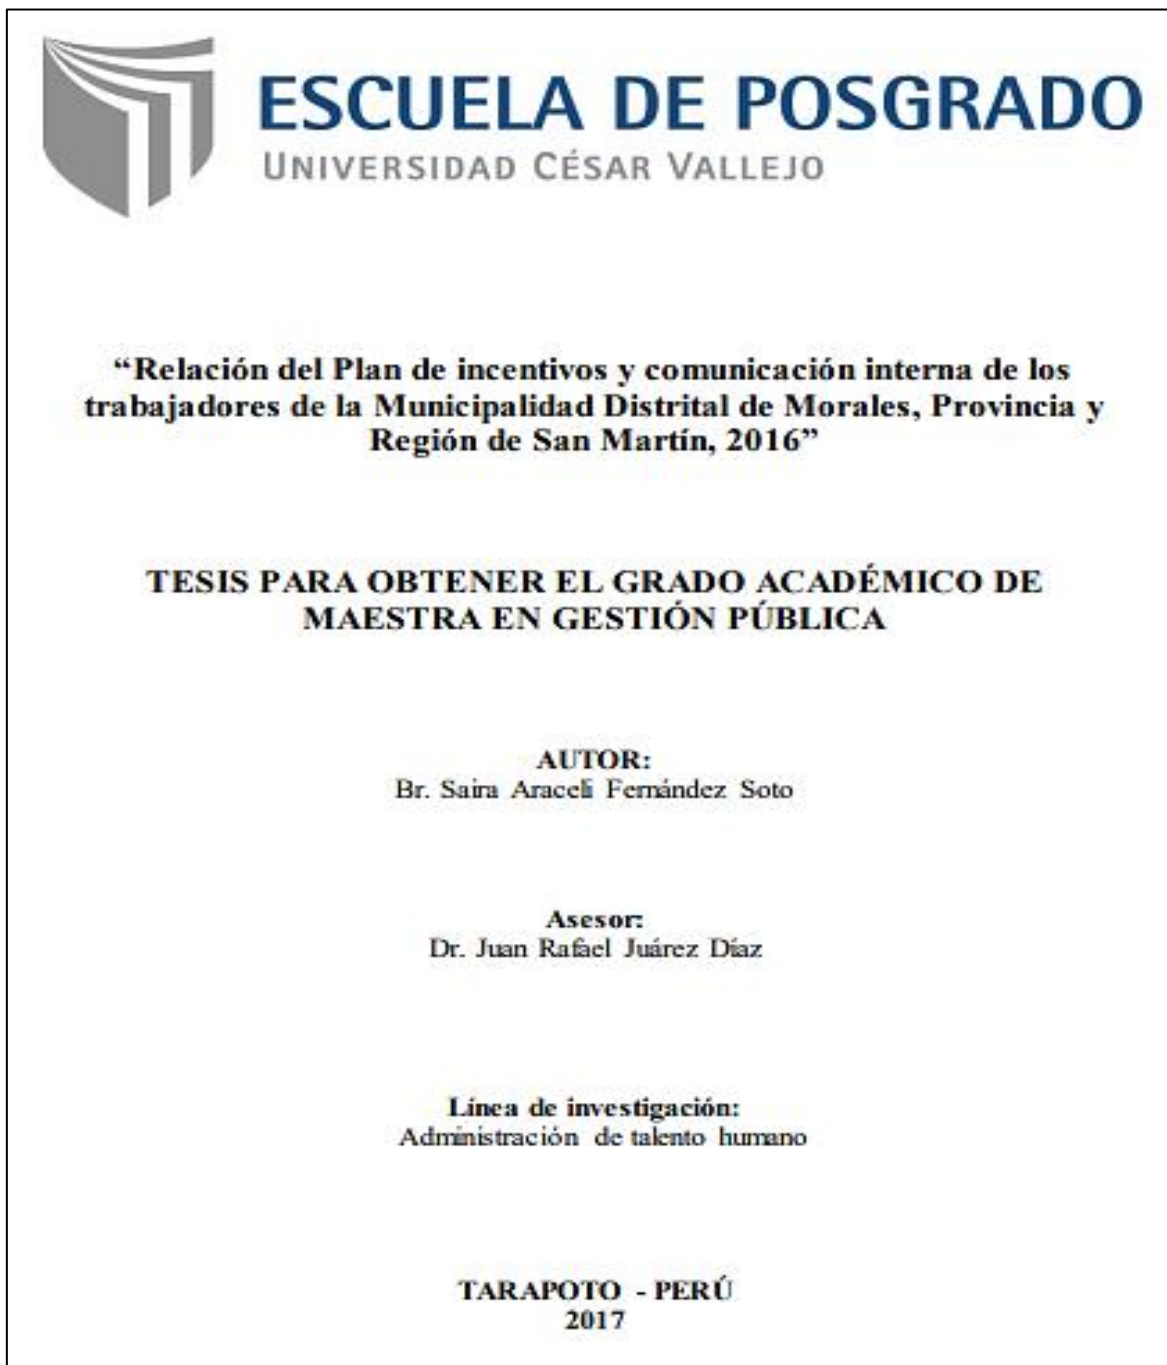 ESCUELA DE POSGRADO
UNIVERSIDAD CÉSAR VALLEJO
“Relación del Plan de incentivos y comunicación interna de los
trabajadores de la Municipalidad Distrital de Morales, Provincia y
Región de San Martín, 2016”
TESIS PARA OBTENER EL GRADO ACADÉMICO DE
MAESTRA EN GESTIÓN PÚBLICA
AUTOR:
Br. Saira Araceli Fernández Soto
Asesor:
Dr. Juan Rafael Juárez Díaz
Línea de investigación:
Administración de talento humano
TARAPOTO - PERÚ
2017